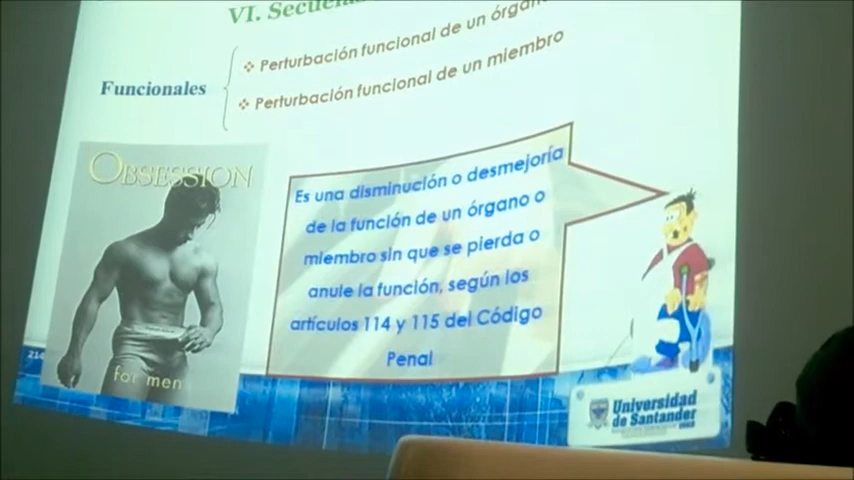 VI.
Perturbación funcional de un órgano
Funcionales
Perturbación funcional de un miembro
OBSESSION
for men
Es una disminución o desmejoría
de la función de un órgano o
miembro sin que se pierda o
anule la función, según los
artículos 114 y 115 del Código
Penal
214
Universidad
de Santander